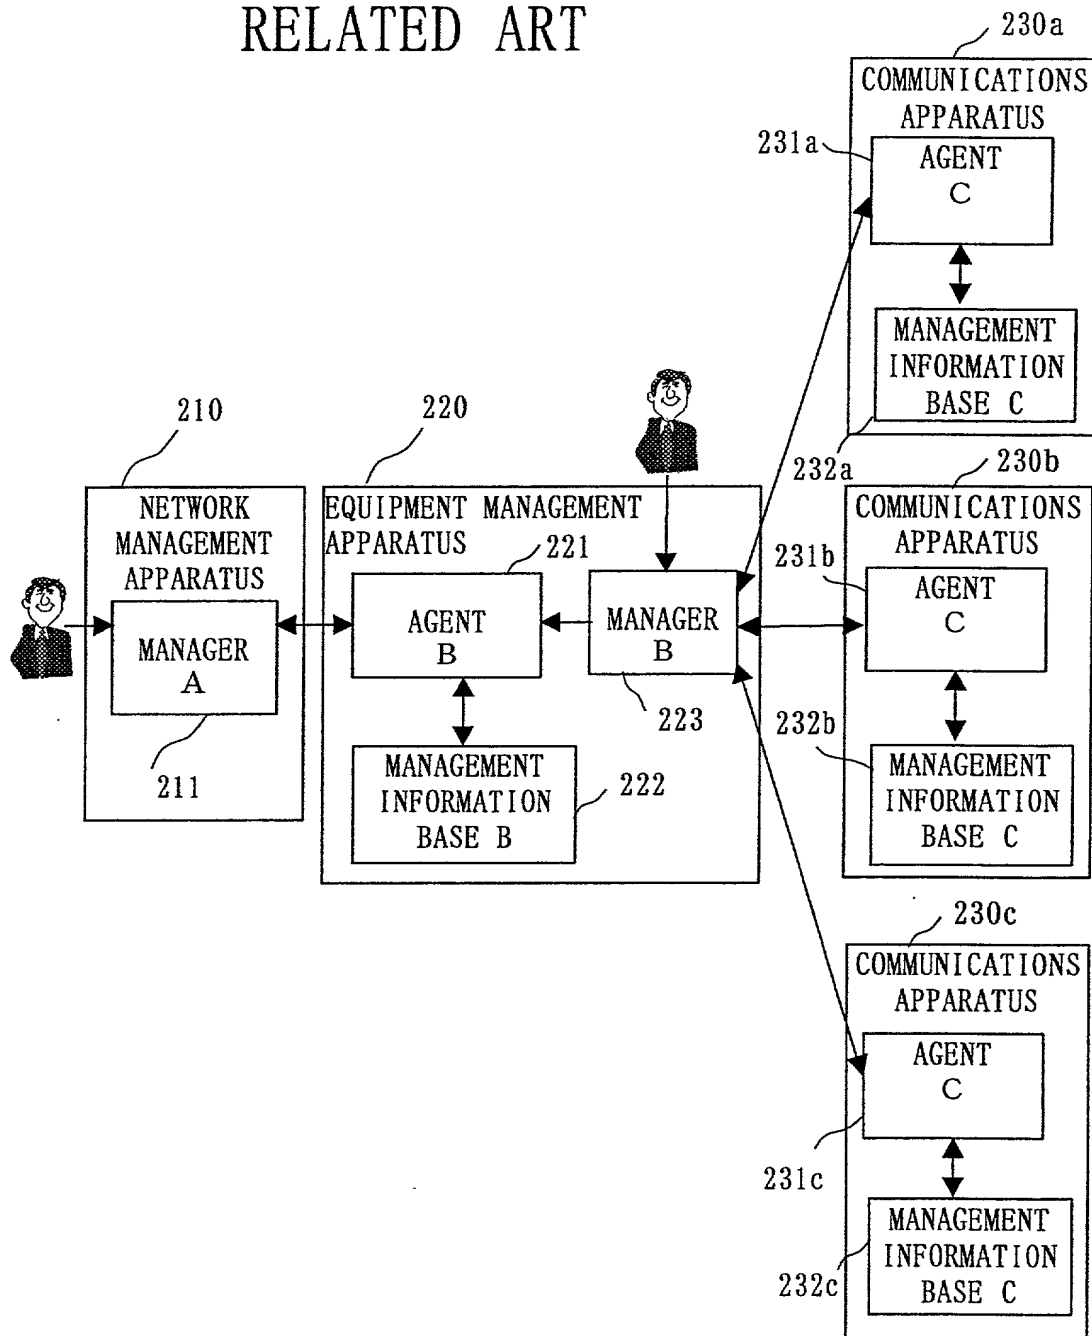 RELATED ART
230a
COMMUNICATIONS
APPARATUS
231a
AGENT
C
MANAGEMENT
INFORMATION
BASE C
232a
210
NETWORK
MANAGEMENT
APPARATUS
MANAGER
A
211
220
EQUIPMENT MANAGEMENT
APPARATUS
221
AGENT
B
MANAGER
B
223
MANAGEMENT
INFORMATION
BASE B
222
230b
COMMUNICATIONS
APPARATUS
231b
AGENT
C
232b
MANAGEMENT
INFORMATION
BASE C
230c
COMMUNICATIONS
APPARATUS
AGENT
C
231c
MANAGEMENT
INFORMATION
BASE C
232c